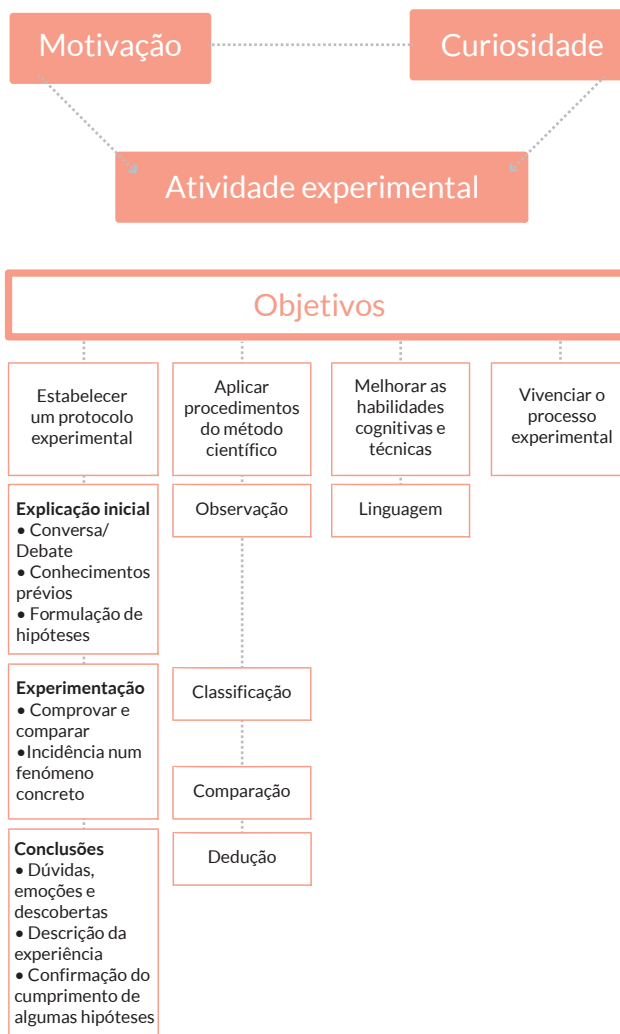 Motivação
Curiosidade
Atividade experimental
Objetivos
Estabelecer
um protocolo
experimental
Explicação inicial
• Conversa/
Debate
• Conhecimentos
prévios
• Formulação de
hipóteses
Experimentação
• Comprovar e
comparar
•Incidência num
fenómeno
concreto
Conclusões
• Dúvidas,
emoções e
descobertas
• Descrição da
experiência
• Confirmação do
cumprimento de
algumas hipóteses
Aplicar
procedimentos
do método
científico
Observação
Classificação
Comparação
Dedução
Melhorar as
habilidades
cognitivas e
técnicas
Linguagem
Vivenciar o
processo
experimental